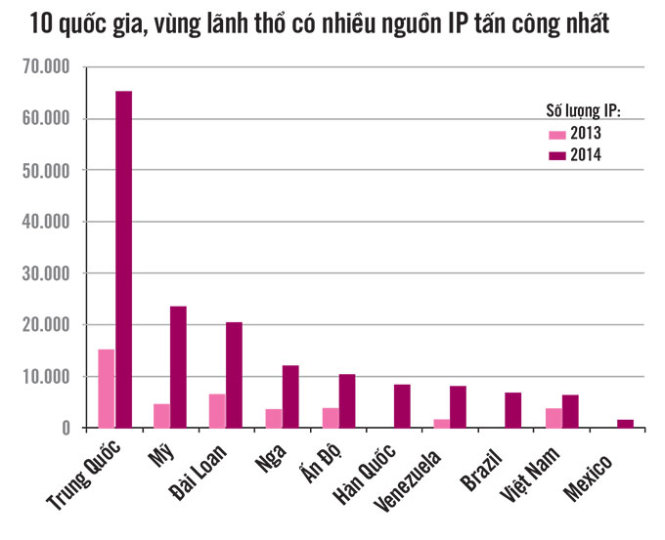 10 quốc gia, vùng lãnh thổ có nhiều nguồn IP tấn công nhất
70.000
60.000
50.000
40.000
30.000
20.000
10.000
0
Số lượng IP:
2013
2014
Trung Quốc
Mỹ
Đài Loan
Nga
Ấn Độ
Hàn Quốc
Venezuela
Brazil
Việt Nam
Mexico